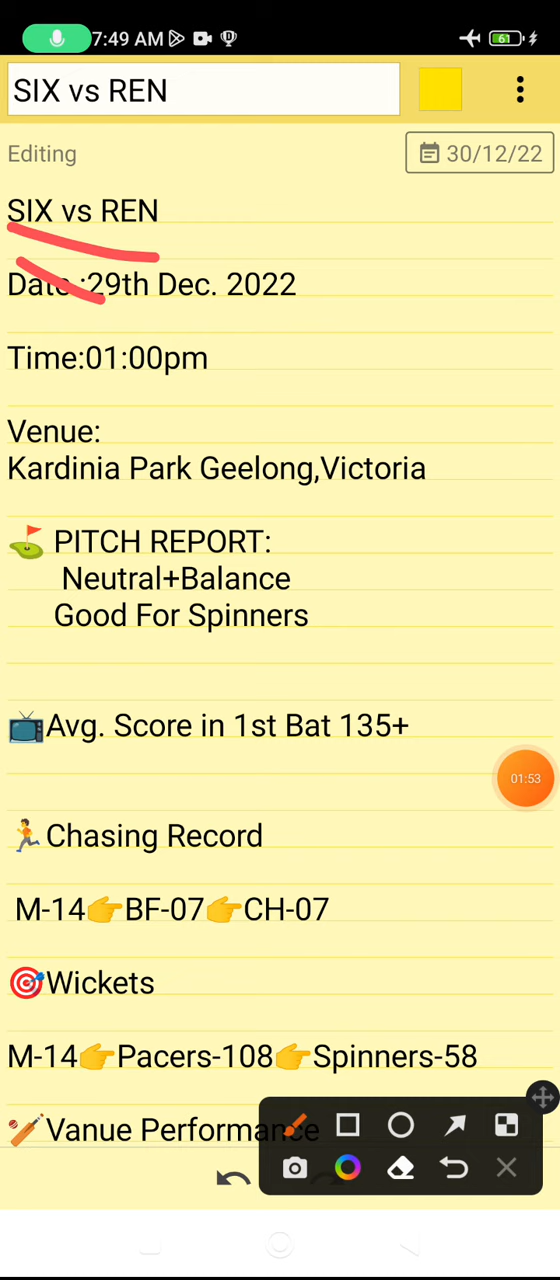 7:49 AM
61
SIX vs REN
Editing
30/12/22
SIX vs REN
Date :29th Dec. 2022
Time:01:00pm
Venue:
Kardinia Park Geelong,Victoria
⛳ PITCH REPORT:
Neutral+Balance
Good For Spinners
📺Avg. Score in 1st Bat 135+
01:53
🏃Chasing Record
M-14👉BF-07👉CH-07
🎯Wickets
M-14👉Pacers-108👉Spinners-58
🏏Vanue Performance